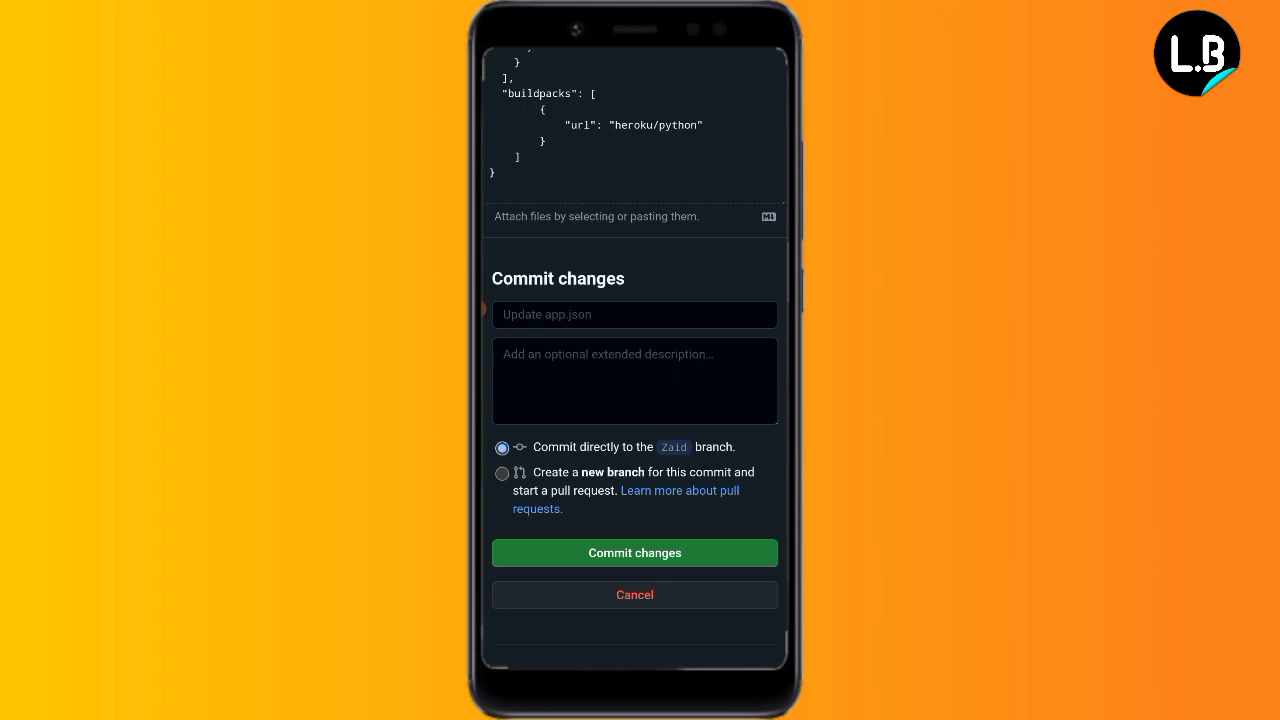 L.B
}
],
"buildpacks": [
{
"url": "heroku/python"
}
]
}
Attach files by selecting or pasting them.
Commit changes
Update app.json
Add an optional extended description…
Commit directly to the Zaid branch.
Create a new branch for this commit and
start a pull request. Learn more about pull
requests.
Commit changes
Cancel